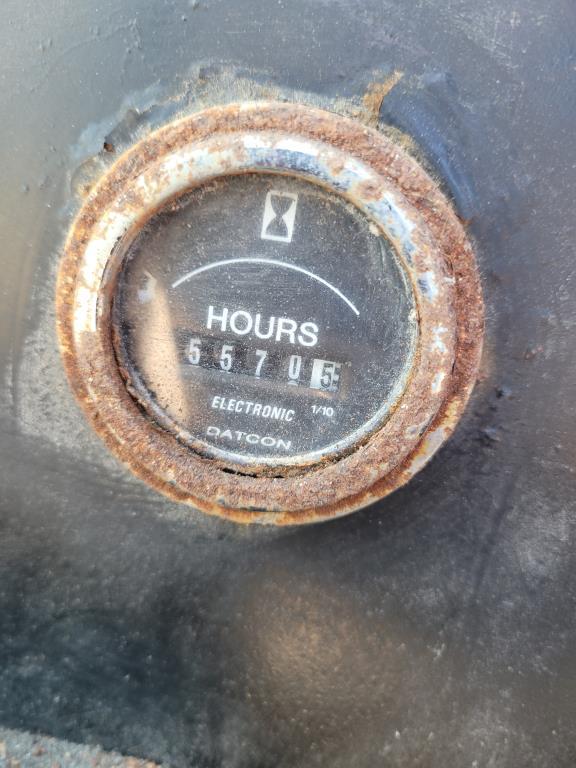 HOURS
5 5 7 0 5
ELECTRONIC 1/10
DATCON